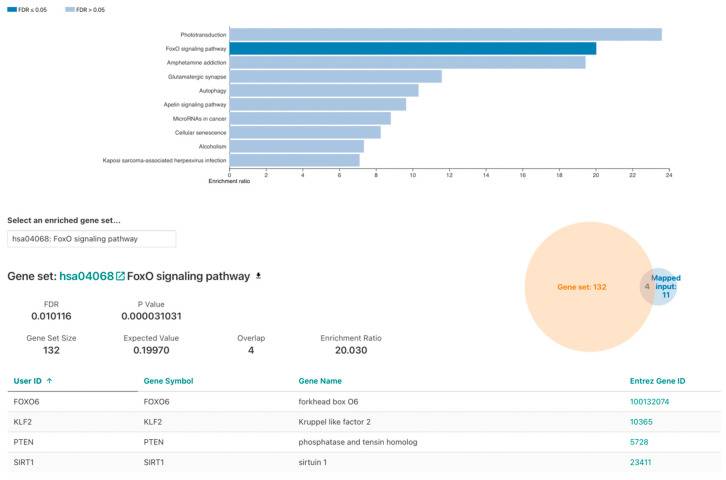 FDR ≤ 0.05 FDR > 0.05
Phototransduction
FoxO signaling pathway
Amphetamine addiction
Glutamatergic synapse
Autophagy
Apelin signaling pathway
MicroRNAs in cancer
Cellular senescence
Alcoholism
Kaposi sarcoma-associated herpesvirus infection
0 2 4 6 8 10 12 14 16 18 20 22 24
Enrichment ratio
Select an enriched gene set...
hsa04068: FoxO signaling pathway
Gene set: hsa04068 FoxO signaling pathway
Gene set: 132
4
Mapped
input:
11
FDR P Value
0.010116 0.000031031
Gene Set Size Expected Value Overlap Enrichment Ratio
132 0.19970 4 20.030
User ID Gene Symbol Gene Name Entrez Gene ID
FOXO6 FOXO6 forkhead box O6 100132074
KLF2 KLF2 Kruppel like factor 2 10365
PTEN PTEN phosphatase and tensin homolog 5728
SIRT1 SIRT1 sirtuin 1 23411